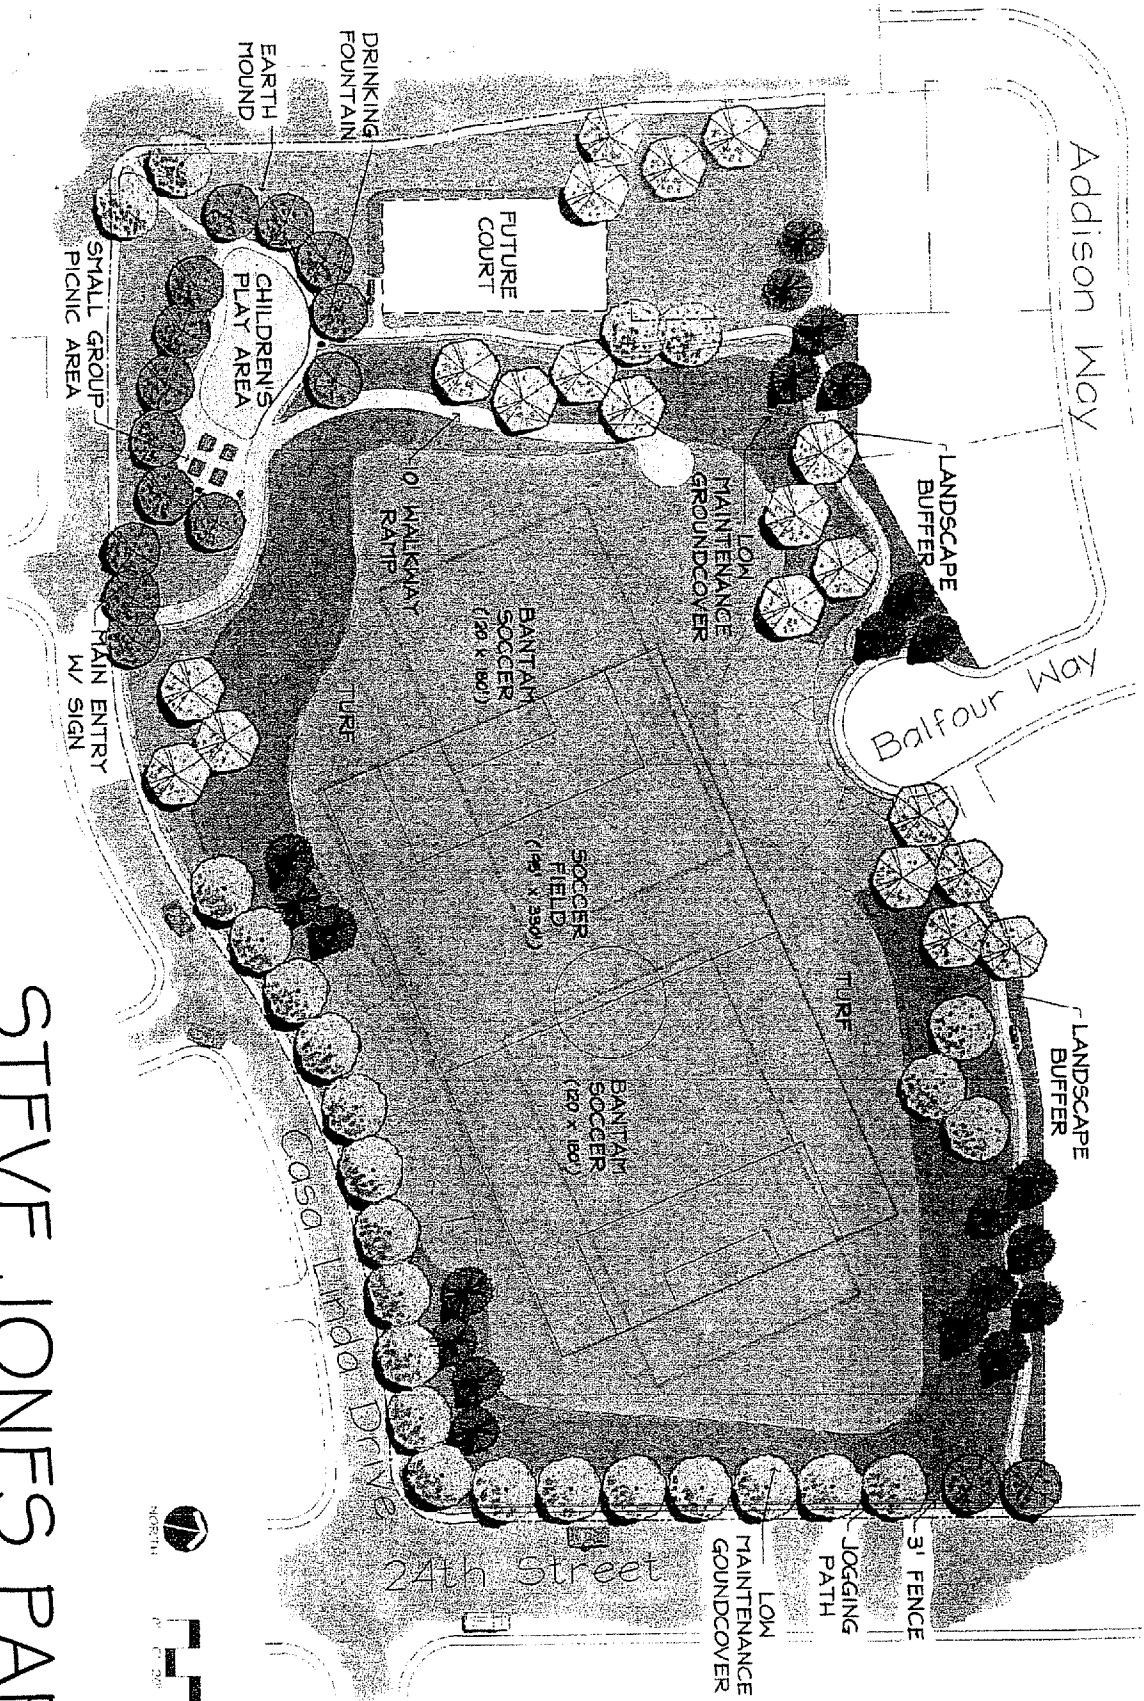 Addison Way
DRINKING
FOUNTAIN
EARTH
MOUND
FUTURE
COURT
SMALL GROUP
PICNIC AREA
CHILDREN'S
PLAY AREA
LANDSCAPE
BUFFER
LOW
MAINTENANCE
GROUNDCOVER
10' WALKWAY
RAMP
BANTAM
SOCCER
(120 x 180')
Balfour Way
MAIN ENTRY
W/ SIGN
TURF
SOCCER
FIELD
TURF
LANDSCAPE
BUFFER
BANTAM
SOCCER
(120 x 180')
Casa Linda Drive
3' FENCE
JOGGING
PATH
LOW
MAINTENANCE
GOUNDCOVER
24th Street
NORTH
STEVE JONES